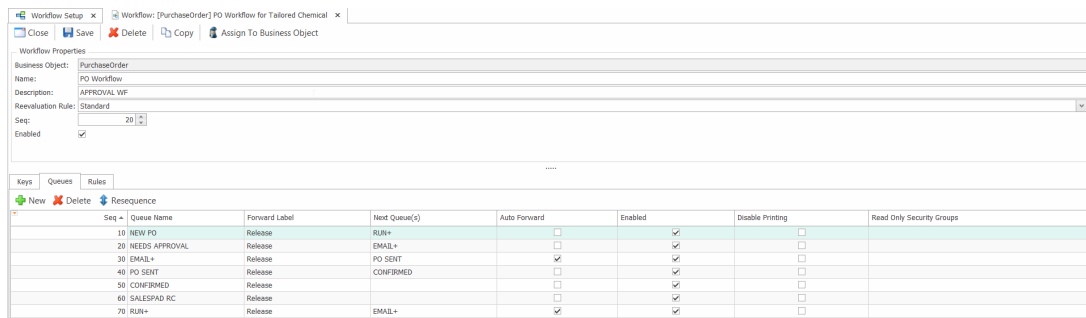 Workflow Setup × Workflow: [PurchaseOrder] PO Workflow for Tailored Chemical ×
Close Save Delete Copy Assign To Business Object
Workflow Properties
Business Object: PurchaseOrder
Name: PO Workflow
Description: APPROVAL WF
Reevaluation Rule: Standard
Seq: 20
Enabled
Keys Queues Rules
New Delete Resequence
Seq Queue Name Forward Label Next Queue(s) Auto Forward Enabled Disable Printing Read Only Security Groups
10 NEW PO Release RUN+
20 NEEDS APPROVAL Release EMAIL+
30 EMAIL+ Release PO SENT
40 PO SENT Release CONFIRMED
50 CONFIRMED Release
60 SALESPAD RC Release
70 RUN+ Release EMAIL+